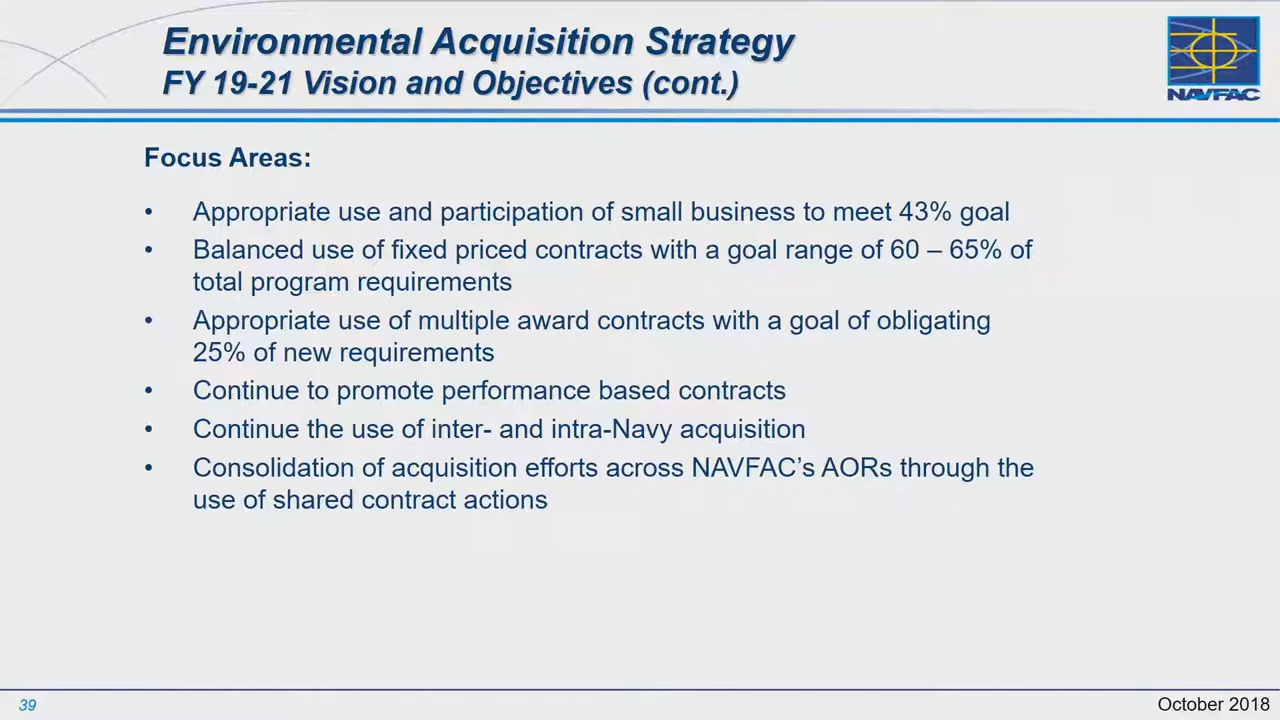 Environmental Acquisition Strategy
FY 19-21 Vision and Objectives (cont.)
NAVFAC
Focus Areas:
• Appropriate use and participation of small business to meet 43% goal
• Balanced use of fixed priced contracts with a goal range of 60 – 65% of
total program requirements
• Appropriate use of multiple award contracts with a goal of obligating
25% of new requirements
• Continue to promote performance based contracts
• Continue the use of inter- and intra-Navy acquisition
• Consolidation of acquisition efforts across NAVFAC’s AORs through the
use of shared contract actions
39
October 2018